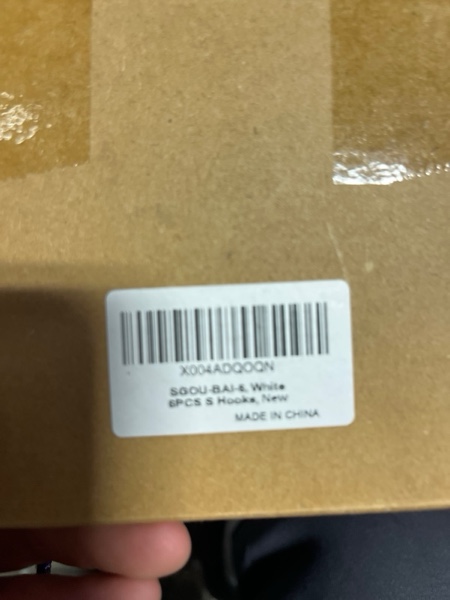 X004ADQOQN
SGOU-BAI-6, White
6PCS S Hooks, New
MADE IN CHINA